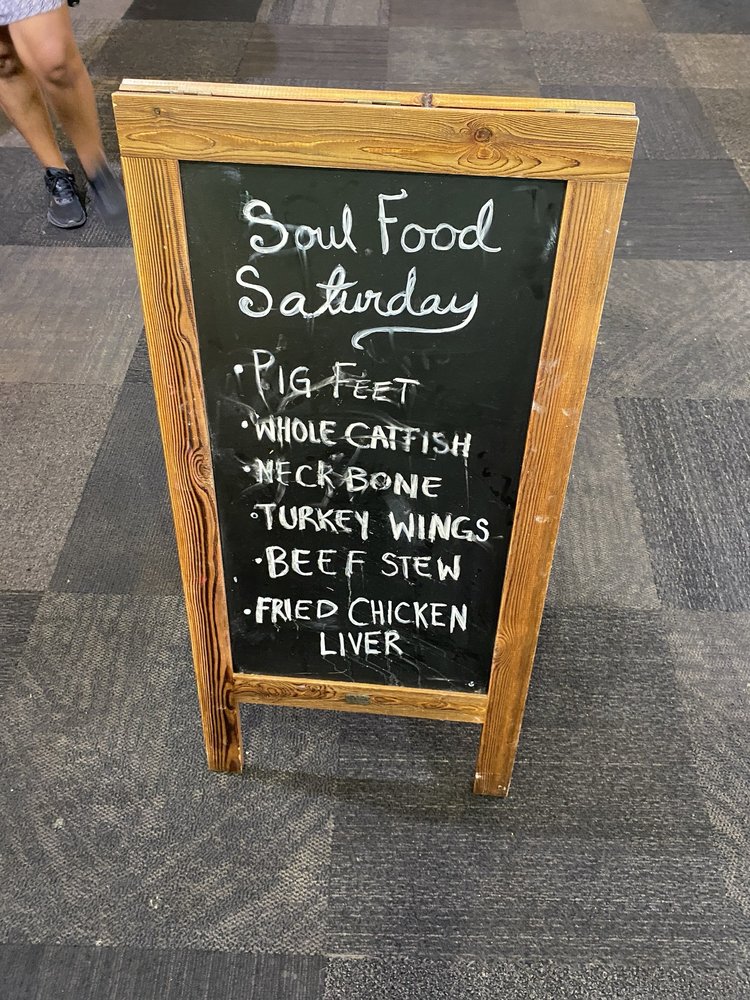 Soul Food
Saturday
· PIG FEET
· WHOLE CATFISH
· NECK BONE
· TURKEY WINGS
· BEEF STEW
· FRIED CHICKEN
LIVER